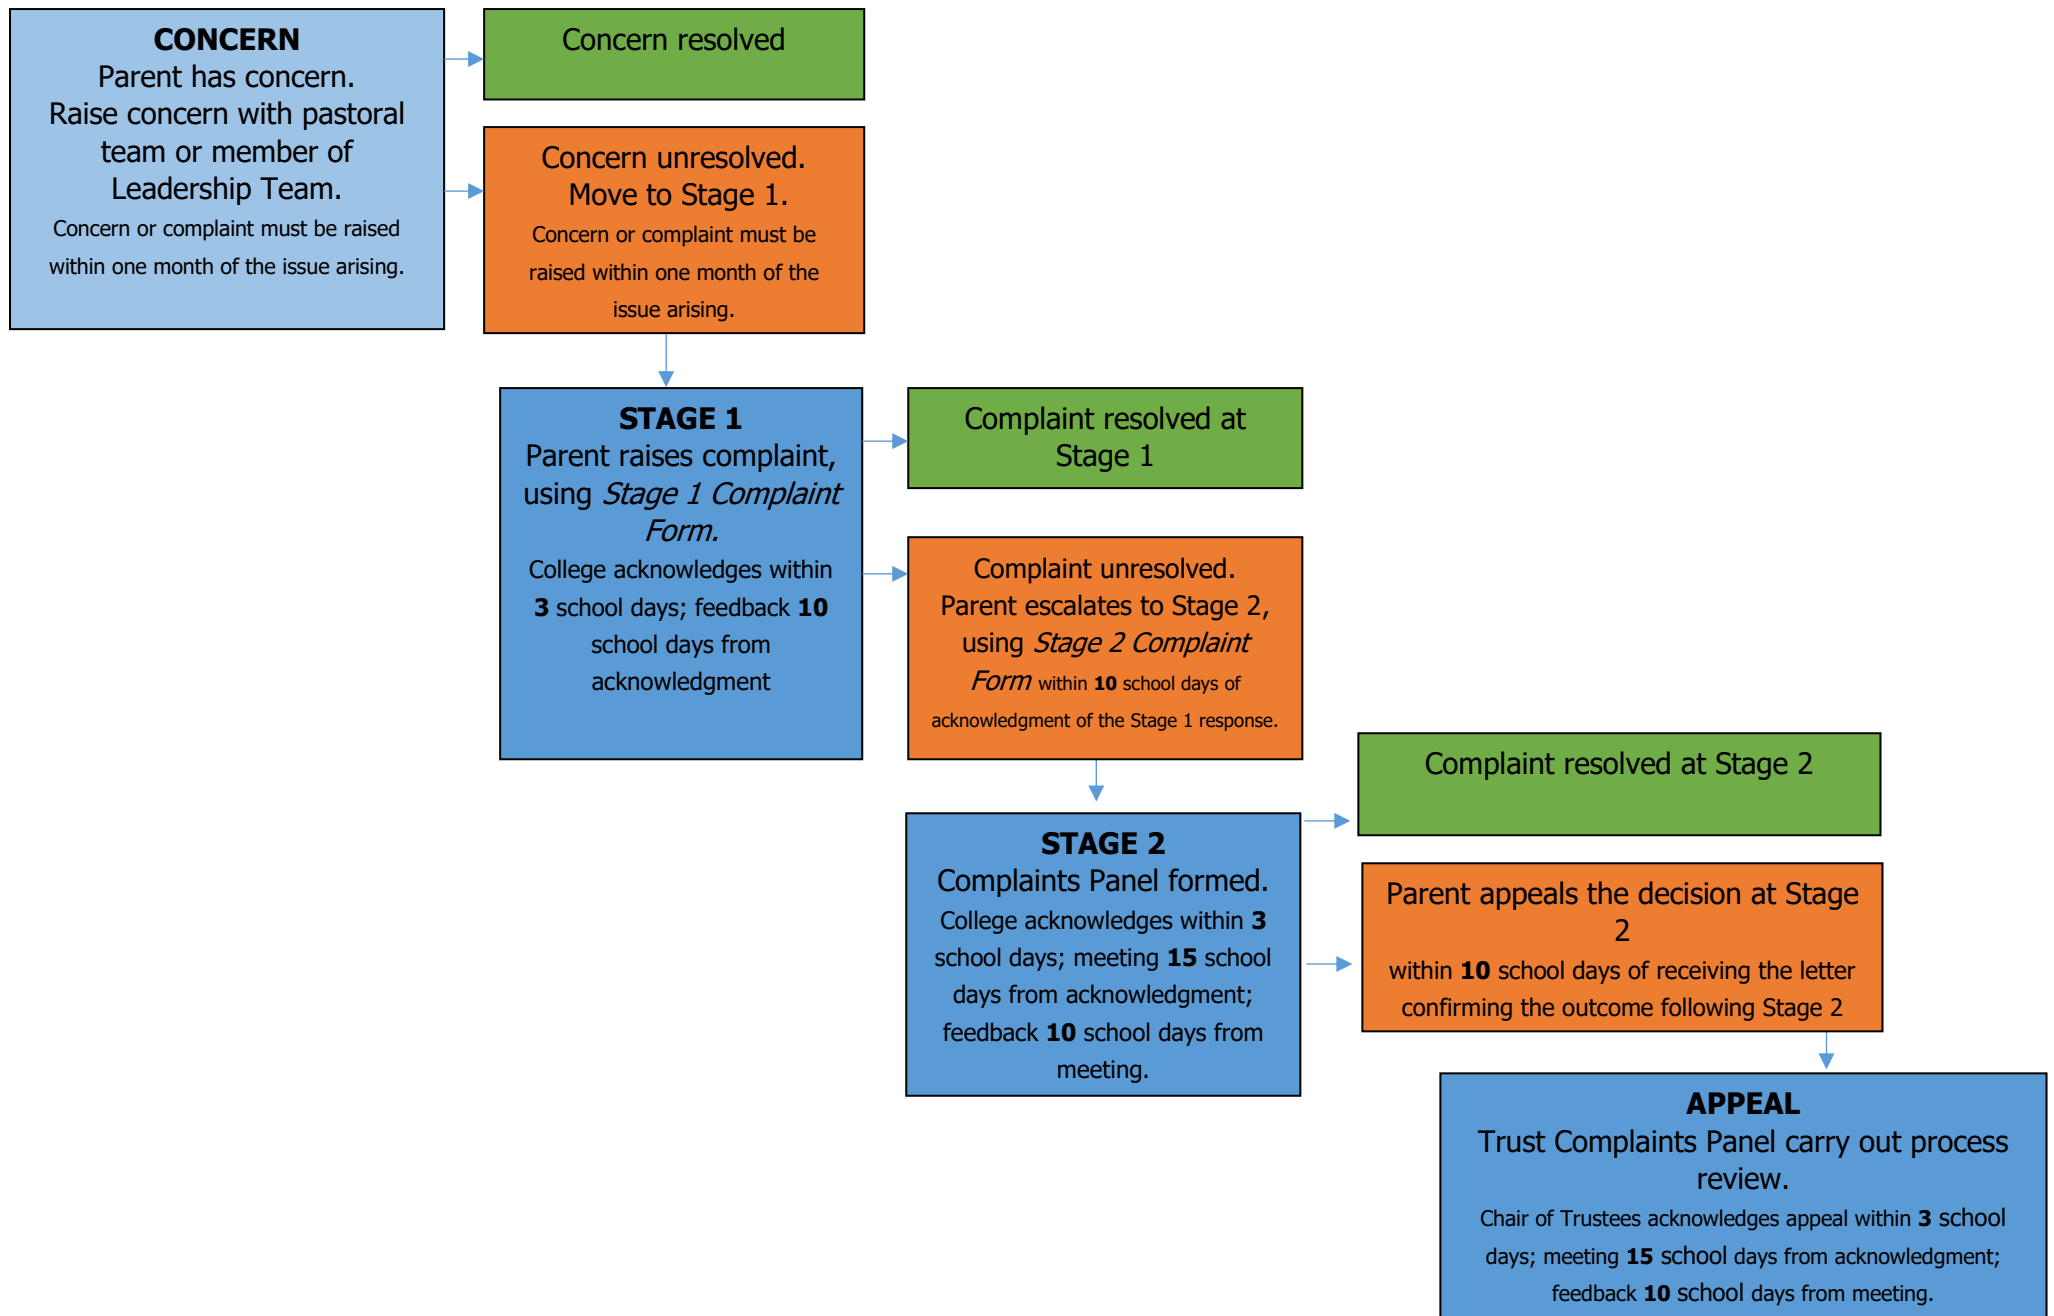 CONCERN
Parent has concern.
Raise concern with pastoral
team or member of
Leadership Team.
Concern or complaint must be raised
within one month of the issue arising.
Concern resolved
Concern unresolved.
Move to Stage 1.
Concern or complaint must be
raised within one month of the
issue arising.
STAGE 1
Parent raises complaint,
using Stage 1 Complaint
Form.
College acknowledges within
3 school days; feedback 10
school days from
acknowledgment
Complaint resolved at
Stage 1
Complaint unresolved.
Parent escalates to Stage 2,
using Stage 2 Complaint
Form within 10 school days of
acknowledgment of the Stage 1 response.
STAGE 2
Complaints Panel formed.
College acknowledges within 3
school days; meeting 15 school
days from acknowledgment;
feedback 10 school days from
meeting.
Complaint resolved at Stage 2
Parent appeals the decision at Stage
2
within 10 school days of receiving the letter
confirming the outcome following Stage 2
APPEAL
Trust Complaints Panel carry out process
review.
Chair of Trustees acknowledges appeal within 3 school
days; meeting 15 school days from acknowledgment;
feedback 10 school days from meeting.